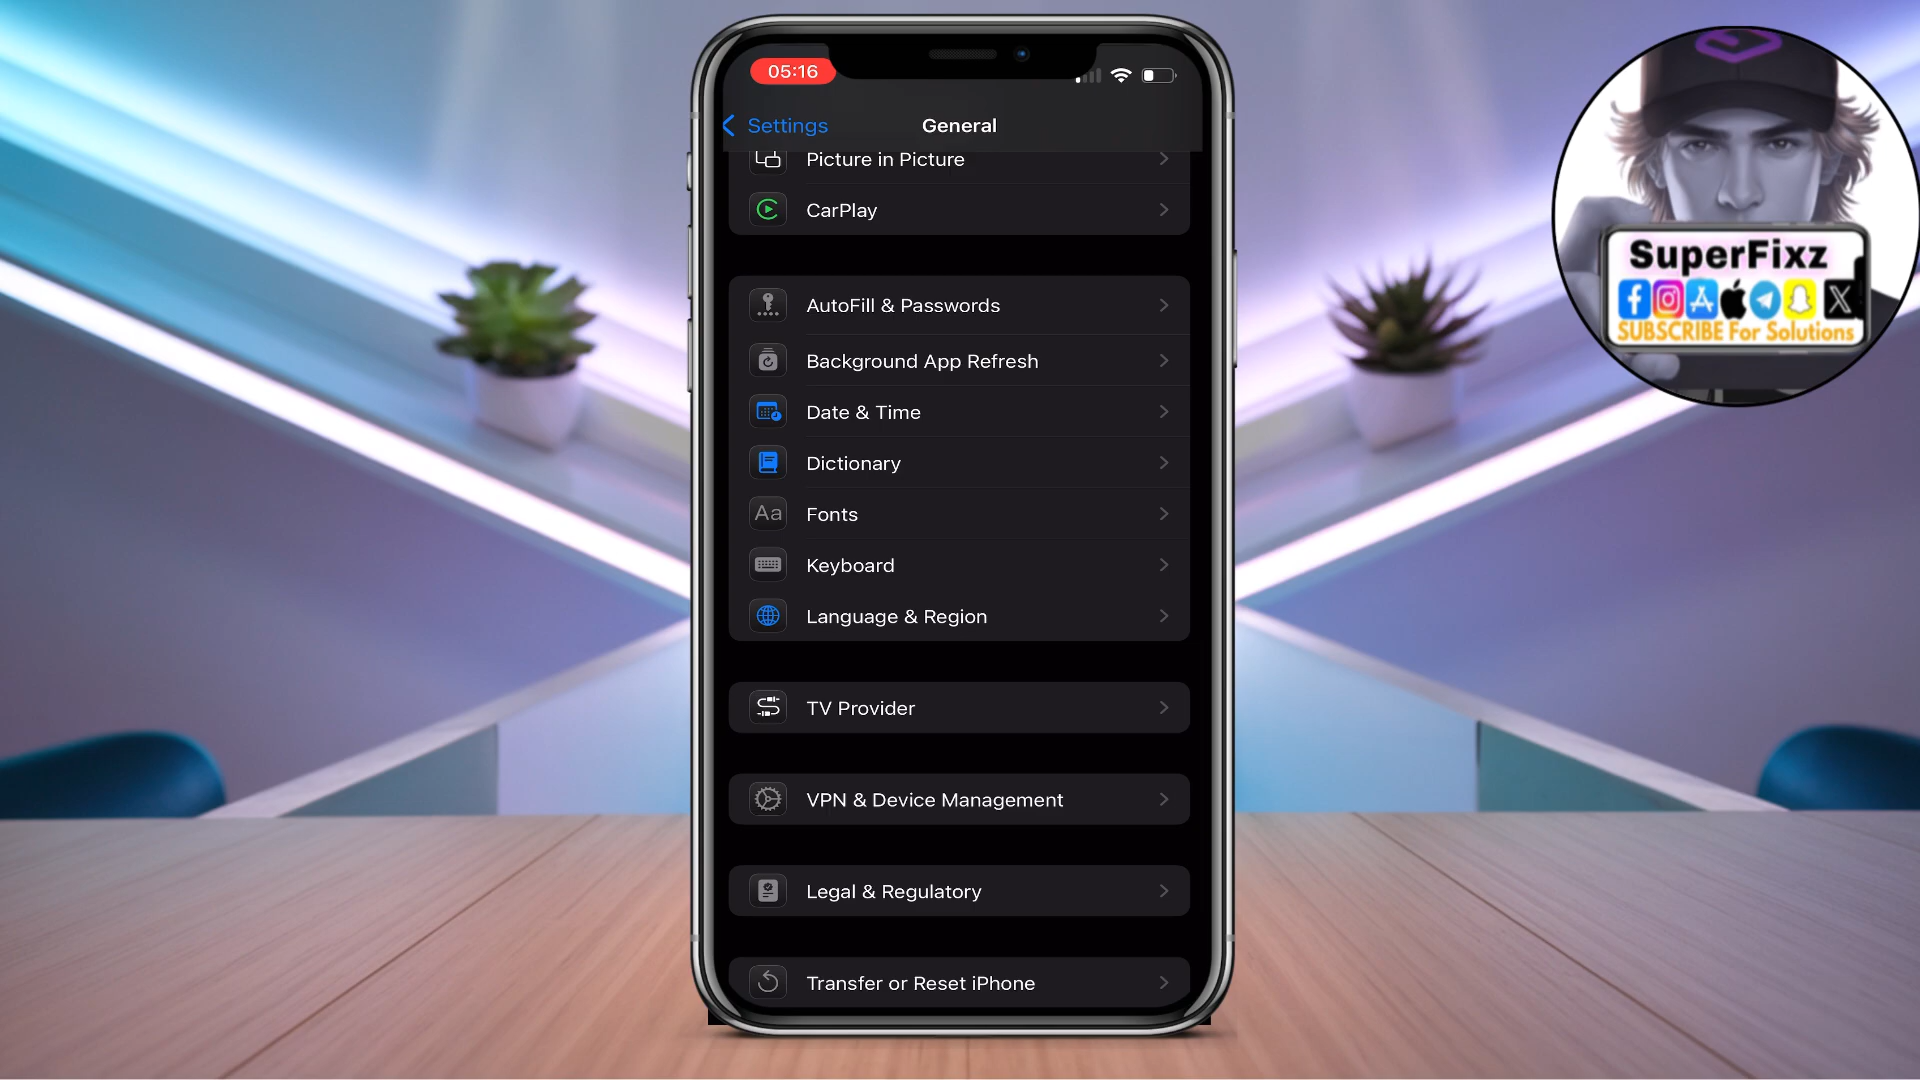 05:16
Settings
General
Picture in Picture
CarPlay
AutoFill & Passwords
Background App Refresh
Date & Time
Dictionary
Aa
Fonts
Keyboard
Language & Region
TV Provider
VPN & Device Management
Legal & Regulatory
Transfer or Reset iPhone
SuperFixz
SUBSCRIBE For Solutions